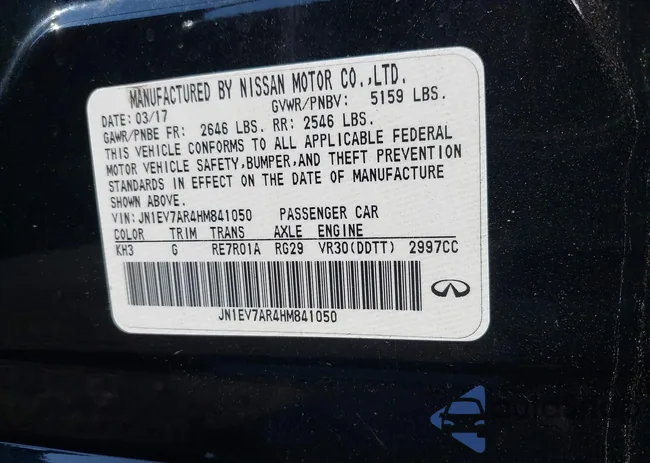 MANUFACTURED BY NISSAN MOTOR CO.,LTD.
DATE: 03/17 GVWR/PNBV: 5159 LBS.
GAWR/PNBE FR: 2646 LBS. RR: 2546 LBS.
THIS VEHICLE CONFORMS TO ALL APPLICABLE FEDERAL
MOTOR VEHICLE SAFETY,BUMPER,AND THEFT PREVENTION
STANDARDS IN EFFECT ON THE DATE OF MANUFACTURE
SHOWN ABOVE.
VIN: JN1EV7AR4HM841050 PASSENGER CAR
COLOR TRIM TRANS AXLE ENGINE
KH3 G RE7R01A RG29 VR30(DDTT) 2997CC
JN1EV7AR4HM841050